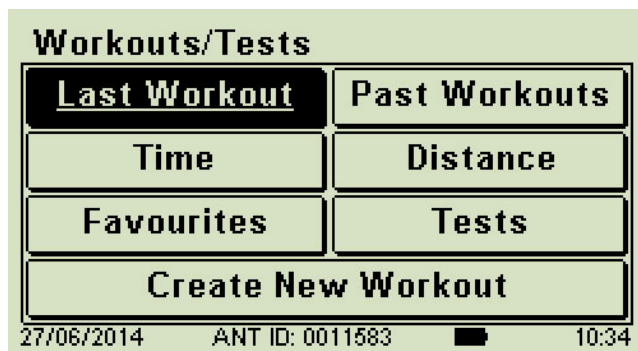 Workouts/Tests
Last Workout Past Workouts
Time Distance
Favourites Tests
Create New Workout
27/06/2014 ANT ID: 0011583 10:34